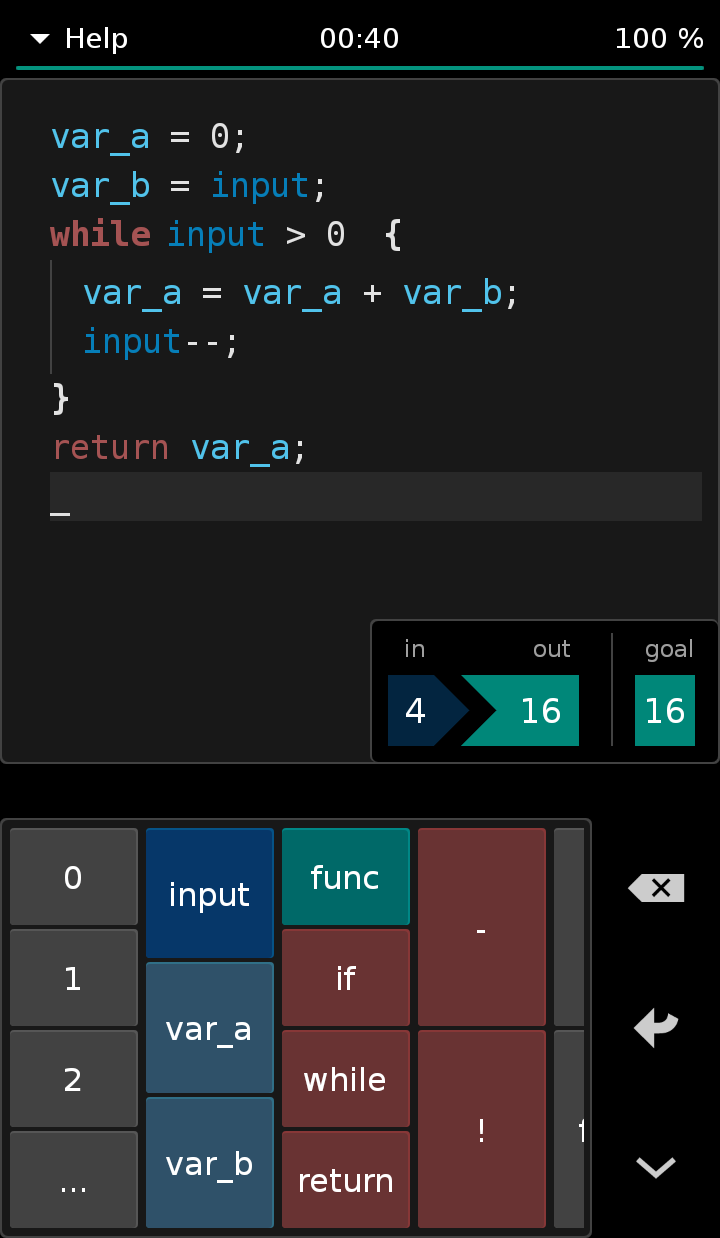 Help 00:40 100 %
var_a = 0;
var_b = input;
while input > 0 {
var_a = var_a + var_b;
input--;
}
return var_a;
_
in out goal
4 16 16
0 input func -
1 var_a if
2 var_b while !
... return